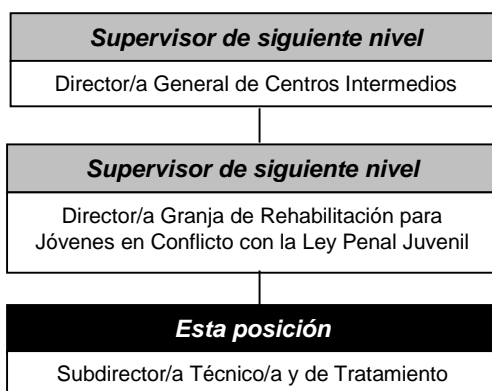 Supervisor de siguiente nivel
Director/a General de Centros Intermedios
Supervisor de siguiente nivel
Director/a Granja de Rehabilitación para
Jóvenes en Conflicto con la Ley Penal Juvenil
Esta posición
Subdirector/a Técnico/a y de Tratamiento